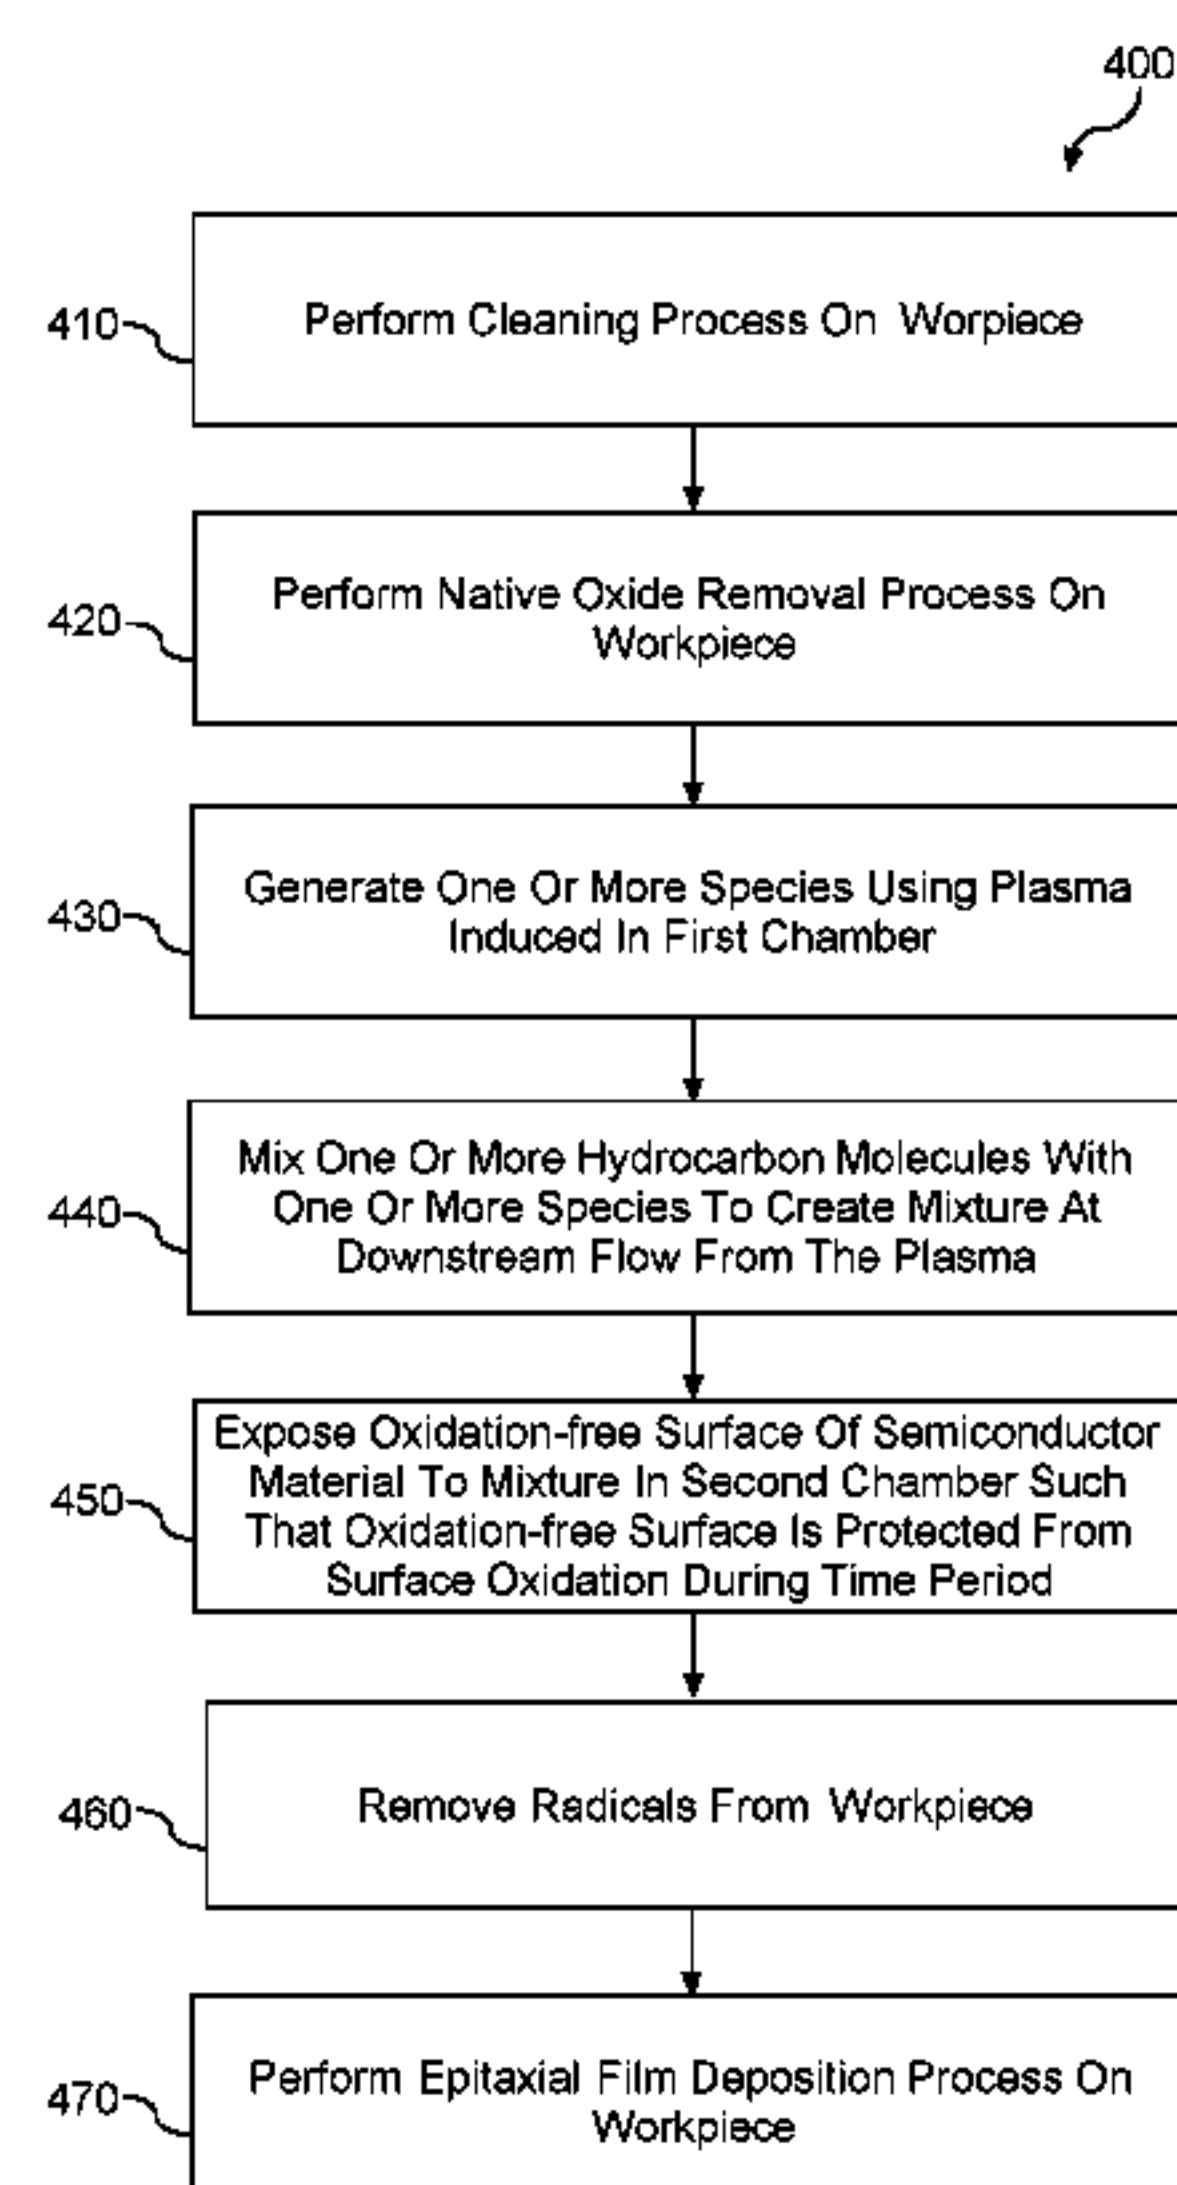 400
410
Perform Cleaning Process On Worpiece
420
Perform Native Oxide Removal Process On
Workpiece
430
Generate One Or More Species Using Plasma
Induced In First Chamber
440
Mix One Or More Hydrocarbon Molecules With
One Or More Species To Create Mixture At
Downstream Flow From The Plasma
450
Expose Oxidation-free Surface Of Semiconductor
Material To Mixture In Second Chamber Such
That Oxidation-free Surface Is Protected From
Surface Oxidation During Time Period
460
Remove Radicals From Workpiece
470
Perform Epitaxial Film Deposition Process On
Workpiece